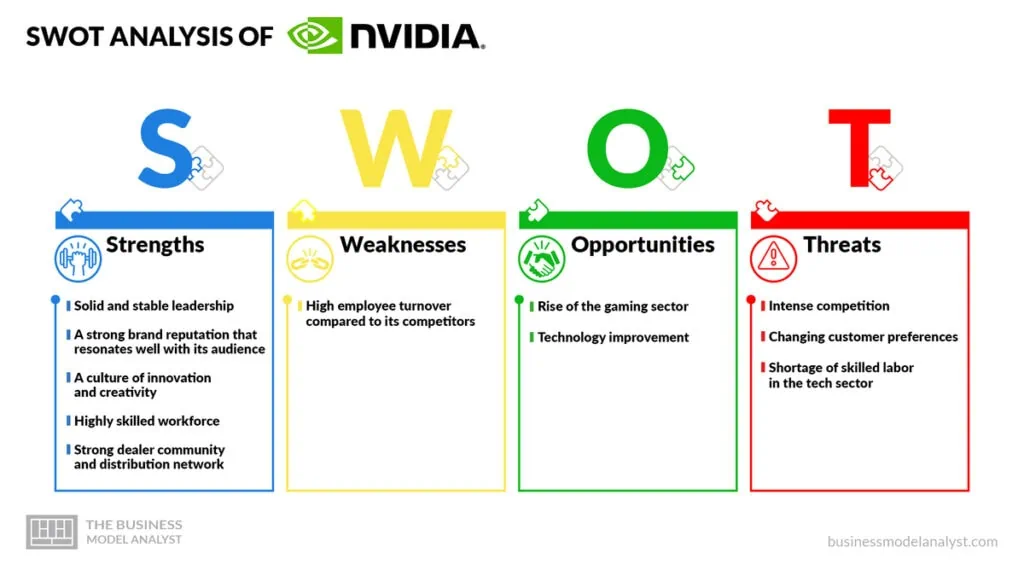 SWOT ANALYSIS OF NVIDIA.
S W O T
Strengths
Solid and stable leadership
A strong brand reputation that
resonates well with its audience
A culture of innovation
and creativity
Highly skilled workforce
Strong dealer community
and distribution network
Weaknesses
High employee turnover
compared to its competitors
Opportunities
Rise of the gaming sector
Technology improvement
Threats
Intense competition
Changing customer preferences
Shortage of skilled labor
in the tech sector
THE BUSINESS
MODEL ANALYST
businessmodelanalyst.com